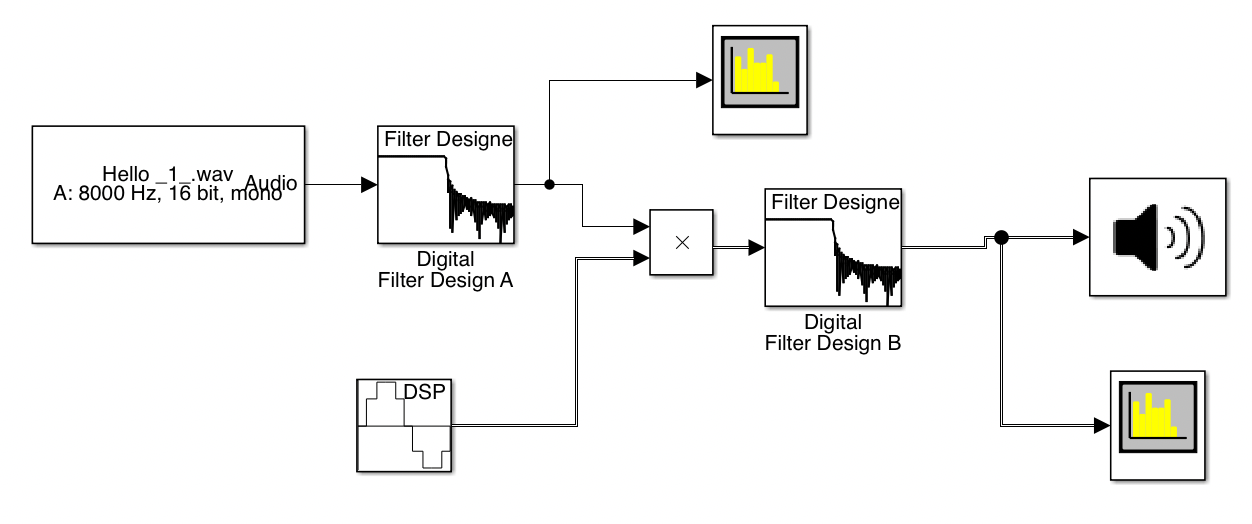 Hello _1_.wav
A: 8000 Hz, 16 bit, mono
Audio
Filter Designe
Digital
Filter Design A
×
Filter Designe
Digital
Filter Design B
DSP